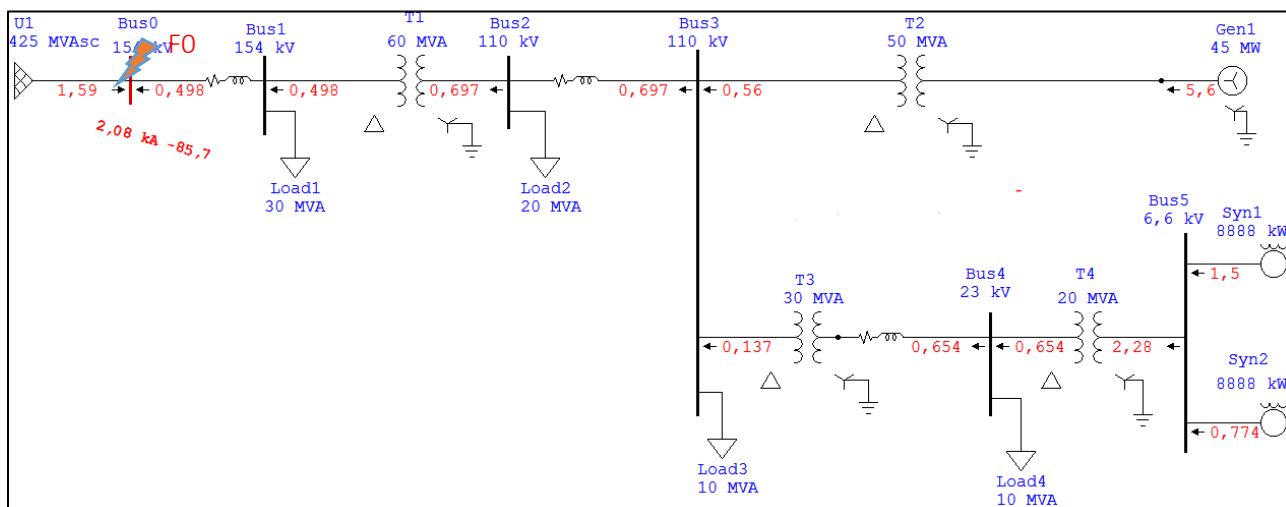 U1
425 MVAsc
Bus0
154 kV
F0
1,59
0,498
2,08 kA -85,7
Bus1
154 kV
0,498
Load1
30 MVA
T1
60 MVA
0,697
Bus2
110 kV
Load2
20 MVA
0,697
Bus3
110 kV
0,56
T2
50 MVA
Gen1
45 MW
5,6
T3
30 MVA
0,137
Load3
10 MVA
0,654
Bus4
23 kV
0,654
Load4
10 MVA
T4
20 MVA
2,28
Bus5
6,6 kV
Syn1
8888 kW
1,5
Syn2
8888 kW
0,774